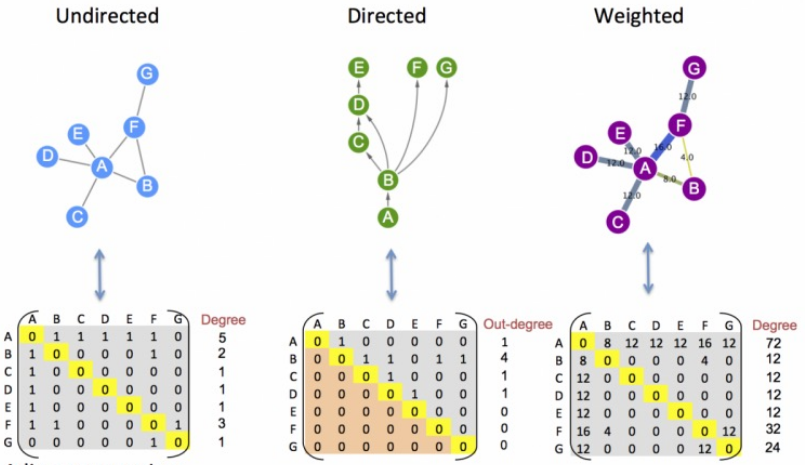 Undirected
G
E
F
D
A
B
C
Directed
E
F
G
D
C
B
A
Weighted
G
12.0
F
E
12.0
16.0
4.0
D
12.0
A
8.0
B
12.0
C
A B C D E F G Degree
A 0 1 1 1 1 1 0 5
B 1 0 0 0 0 1 0 2
C 1 0 0 0 0 0 0 1
D 1 0 0 0 0 0 0 1
E 1 0 0 0 0 0 0 1
F 1 1 0 0 0 0 1 3
G 0 0 0 0 0 1 0 1
A B C D E F G Out-degree
A 0 1 0 0 0 0 0 1
B 0 0 1 1 0 1 1 4
C 0 0 0 1 0 0 0 1
D 0 0 0 0 1 0 0 1
E 0 0 0 0 0 0 0 0
F 0 0 0 0 0 0 0 0
G 0 0 0 0 0 0 0 0
A B C D E F G Degree
A 0 8 12 12 12 16 12 72
B 8 0 0 0 0 4 0 12
C 12 0 0 0 0 0 0 12
D 12 0 0 0 0 0 0 12
E 12 0 0 0 0 0 0 12
F 16 4 0 0 0 0 12 32
G 12 0 0 0 0 12 0 24